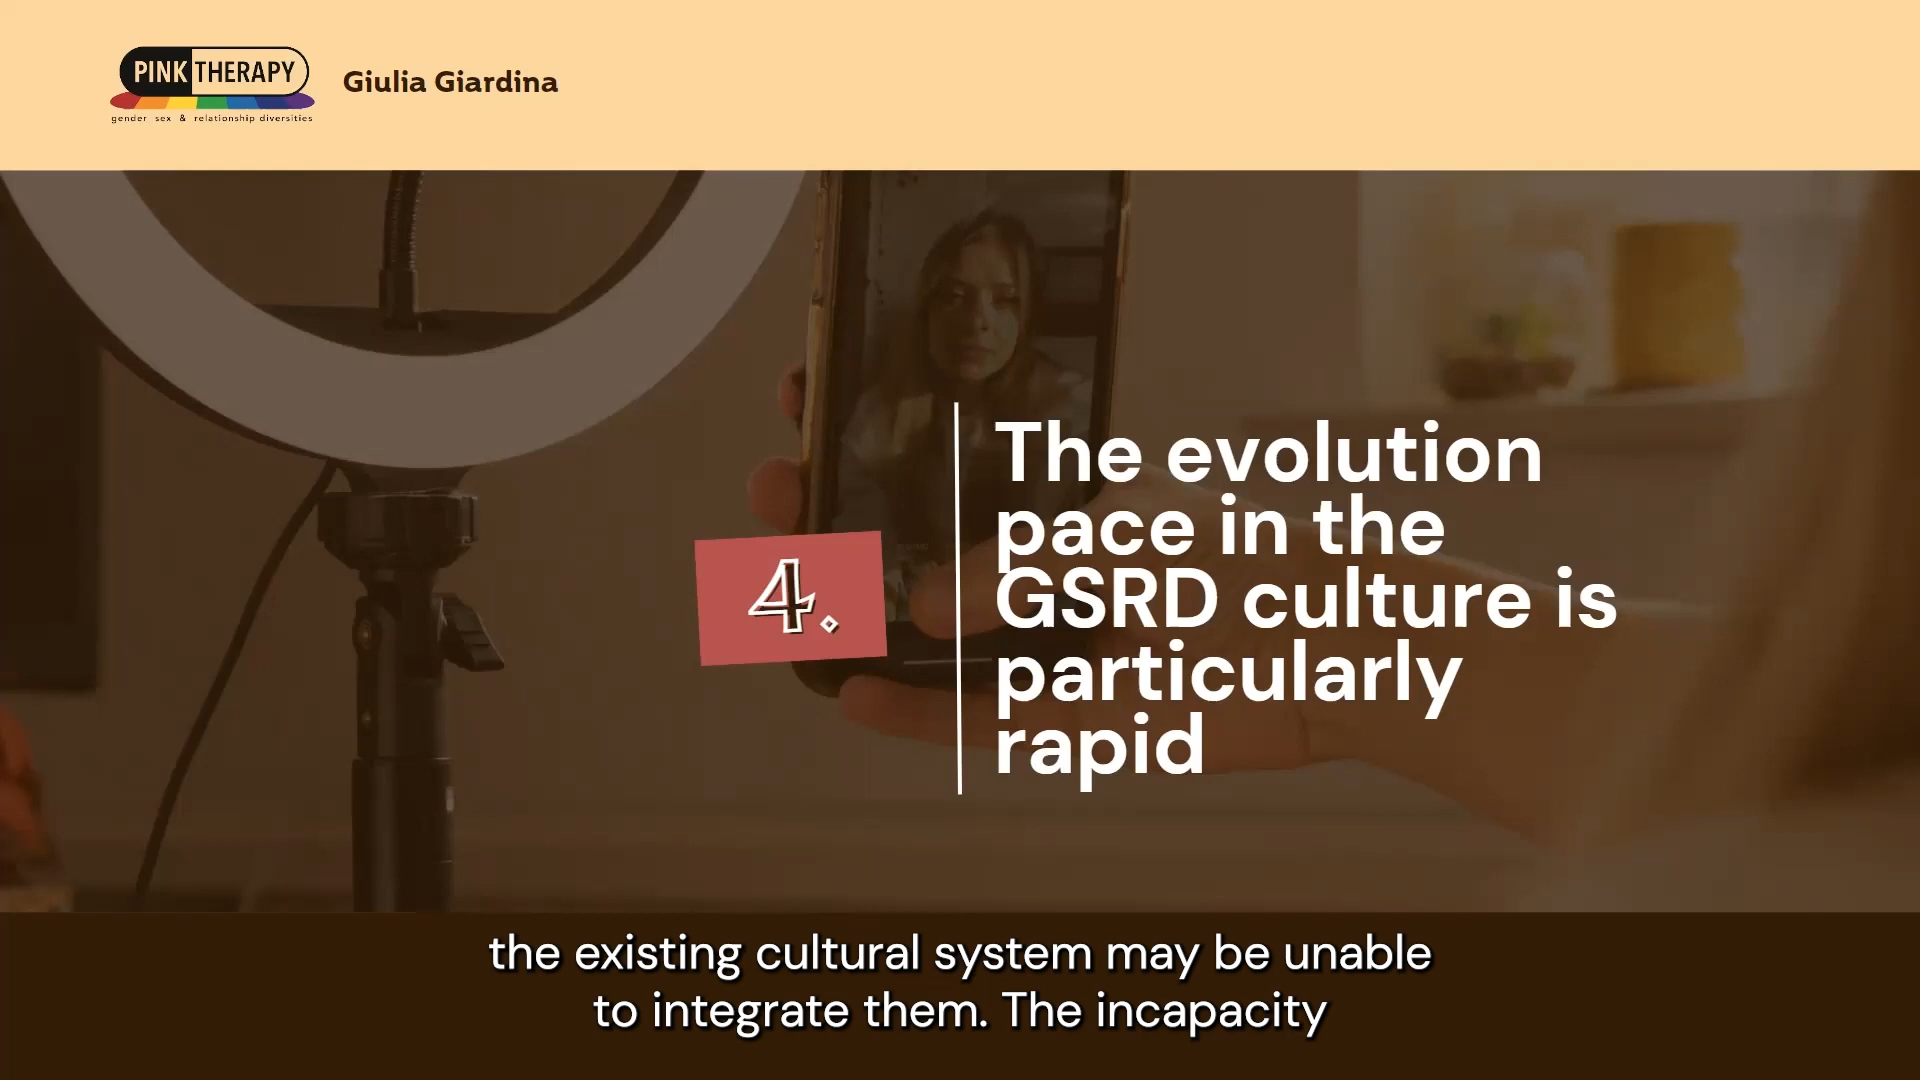 PINK THERAPY
gender sex & relationship diversities
Giulia Giardina
4.
The evolution
pace in the
GSRD culture is
particularly
rapid
the existing cultural system may be unable
to integrate them. The incapacity